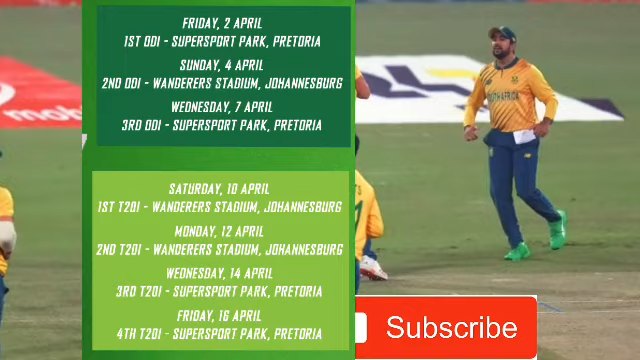 FRIDAY, 2 APRIL
1ST ODI - SUPERSPORT PARK, PRETORIA
SUNDAY, 4 APRIL
2ND ODI - WANDERERS STADIUM, JOHANNESBURG
WEDNESDAY, 7 APRIL
3RD ODI - SUPERSPORT PARK, PRETORIA
SATURDAY, 10 APRIL
1ST T20I - WANDERERS STADIUM, JOHANNESBURG
MONDAY, 12 APRIL
2ND T20I - WANDERERS STADIUM, JOHANNESBURG
WEDNESDAY, 14 APRIL
3RD T20I - SUPERSPORT PARK, PRETORIA
FRIDAY, 16 APRIL
4TH T20I - SUPERSPORT PARK, PRETORIA
SOUTH AFRICA
Subscribe